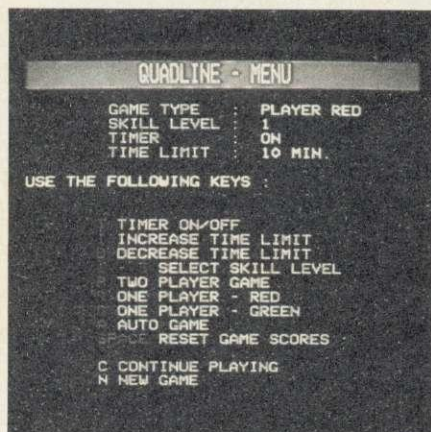 QUADLINE - MENU
GAME TYPE : PLAYER RED
SKILL LEVEL : 1
TIMER : ON
TIME LIMIT : 10 MIN.
USE THE FOLLOWING KEYS :
TIMER ON/OFF
INCREASE TIME LIMIT
DECREASE TIME LIMIT
SELECT SKILL LEVEL
TWO PLAYER GAME
ONE PLAYER - RED
ONE PLAYER - GREEN
AUTO GAME
SPACE RESET GAME SCORES
C CONTINUE PLAYING
N NEW GAME